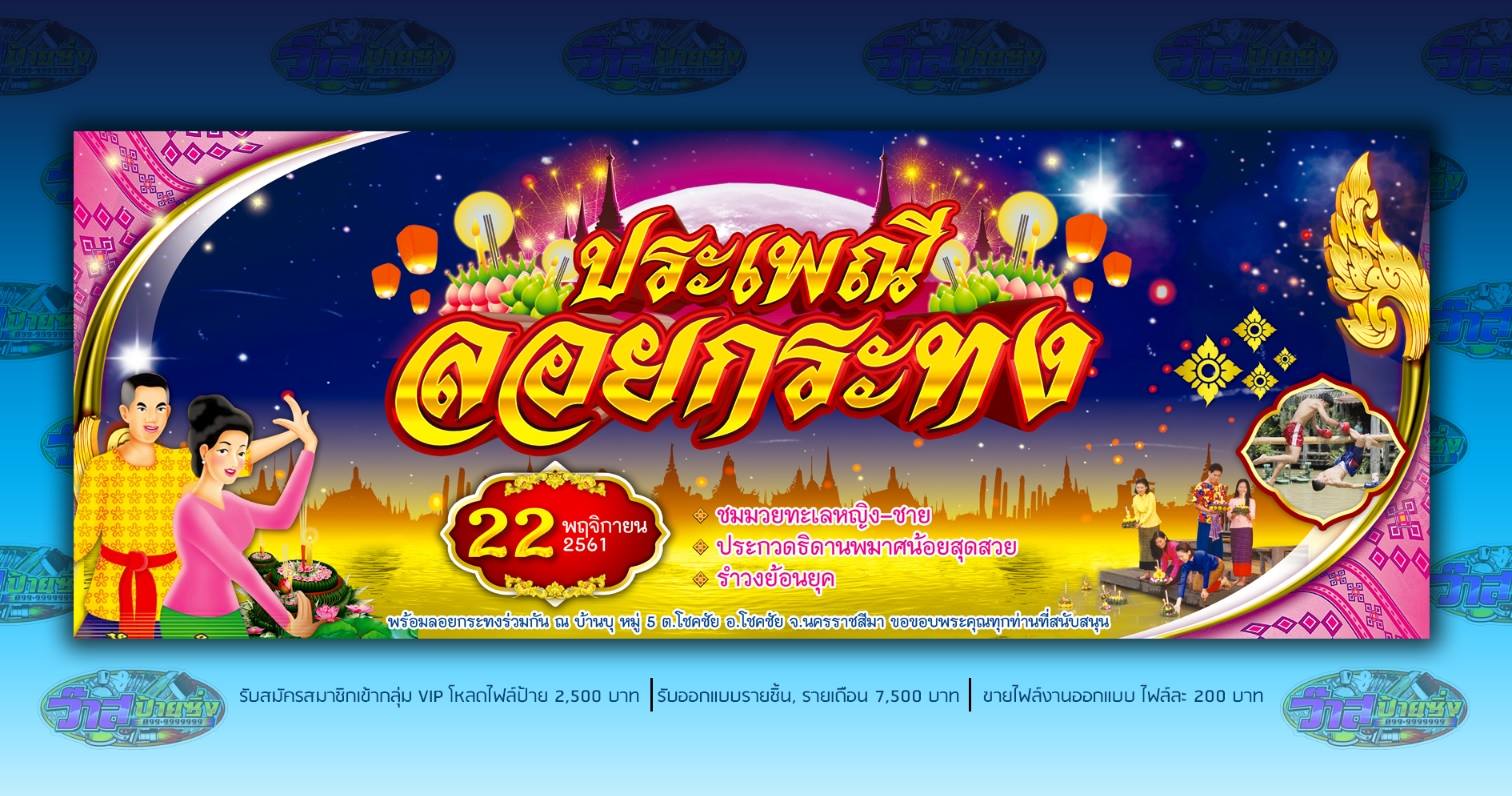 ประเพณี
ลอยกระทง
22 พฤศจิกายน
2561
ชมมวยทะเลหญิง-ชาย
ประกวดธิดานพมาศน้อยสุดสวย
รำวงย้อนยุค
พร้อมลอยกระทงร่วมกัน ณ บ้านบุ หมู่ 5 ต.โชคชัย อ.โชคชัย จ.นครราชสีมา ขอขอบพระคุณทุกท่านที่สนับสนุน
ว๊าสป้ายซิ่ง
รับสมัครสมาชิกเข้ากลุ่ม VIP โหลดไฟล์ป้าย 2,500 บาท | รับออกแบบรายชิ้น, รายเดือน 7,500 บาท | ขายไฟล์งานออกแบบ ไฟล์ละ 200 บาท
ว๊าสป้ายซิ่ง